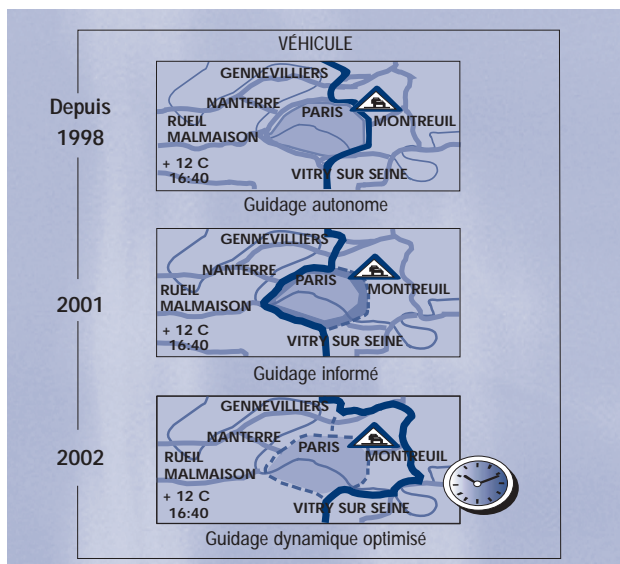 VÉHICULE
Depuis
1998
GENNEVILLIERS
NANTERRE
PARIS
RUEIL
MALMAISON
MONTREUIL
+ 12 C
16:40
VITRY SUR SEINE
Guidage autonome
2001
GENNEVILLIERS
NANTERRE
PARIS
RUEIL
MALMAISON
MONTREUIL
+ 12 C
16:40
VITRY SUR SEINE
Guidage informé
2002
GENNEVILLIERS
NANTERRE
PARIS
RUEIL
MALMAISON
MONTREUIL
+ 12 C
16:40
VITRY SUR SEINE
Guidage dynamique optimisé